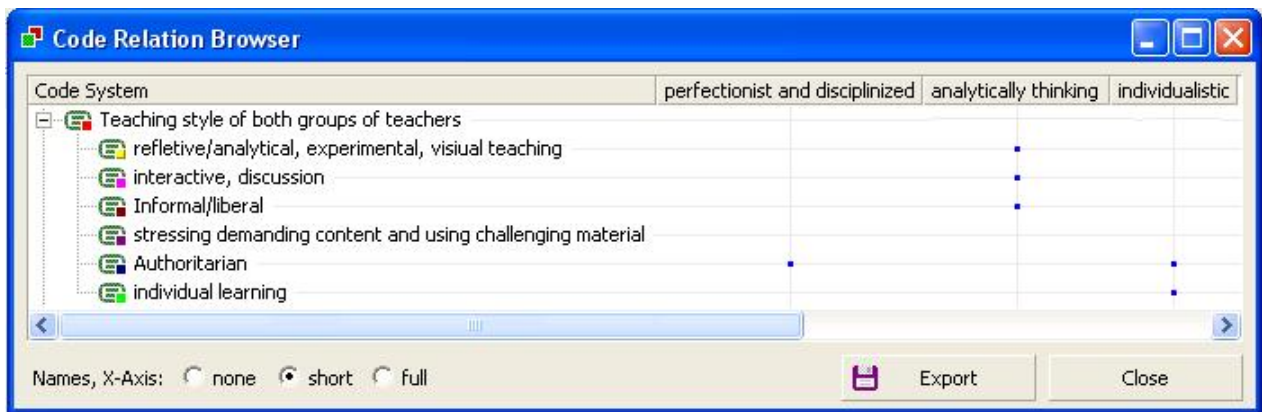 Code Relation Browser
Code System perfectionist and disciplinized analytically thinking individualistic
Teaching style of both groups of teachers
refletive/analytical, experimental, visiual teaching
interactive, discussion
Informal/liberal
stressing demanding content and using challenging material
Authoritarian
individual learning
Names, X-Axis: none short full Export Close